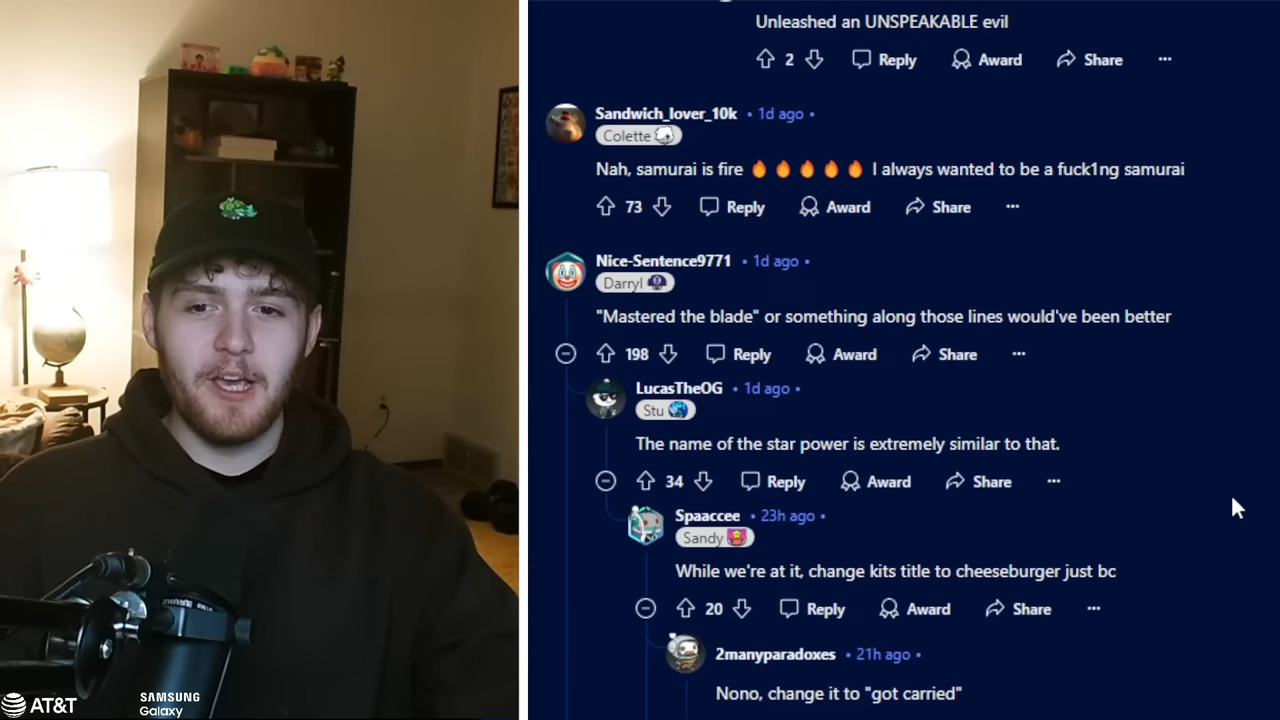 Unleashed an UNSPEAKABLE evil
2 Reply Award Share
Sandwich_lover_10k • 1d ago •
Colette
Nah, samurai is fire 🔥🔥🔥🔥🔥 I always wanted to be a fuck1ng samurai
73 Reply Award Share
Nice-Sentence9771 • 1d ago •
Darryl
"Mastered the blade" or something along those lines would've been better
198 Reply Award Share
LucasTheOG • 1d ago •
Stu
The name of the star power is extremely similar to that.
34 Reply Award Share
Spaaccee • 23h ago •
Sandy
While we're at it, change kits title to cheeseburger just bc
20 Reply Award Share
2manyparadoxes • 21h ago •
Nono, change it to "got carried"
AT&T
SAMSUNG
Galaxy